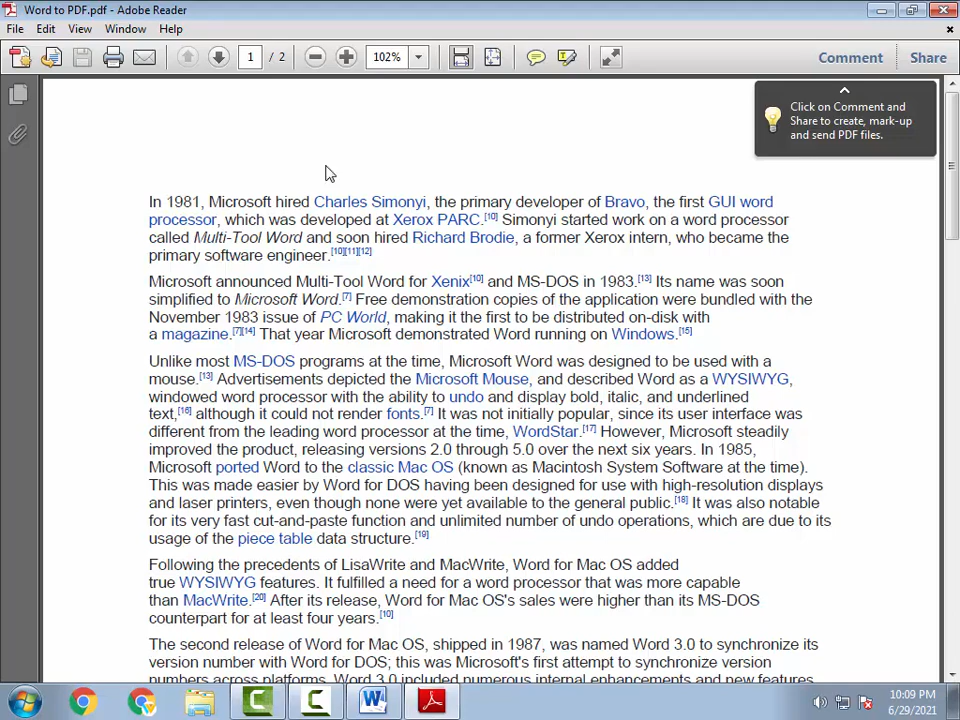 Word to PDF.pdf - Adobe Reader
File Edit View Window Help
1 / 2 102% Comment Share
Click on Comment and
Share to create, mark-up
and send PDF files.
In 1981, Microsoft hired Charles Simonyi, the primary developer of Bravo, the first GUI word
processor, which was developed at Xerox PARC.[10] Simonyi started work on a word processor
called Multi-Tool Word and soon hired Richard Brodie, a former Xerox intern, who became the
primary software engineer.[10][11][12]
Microsoft announced Multi-Tool Word for Xenix[10] and MS-DOS in 1983.[13] Its name was soon
simplified to Microsoft Word.[7] Free demonstration copies of the application were bundled with the
November 1983 issue of PC World, making it the first to be distributed on-disk with
a magazine.[7][14] That year Microsoft demonstrated Word running on Windows.[15]
Unlike most MS-DOS programs at the time, Microsoft Word was designed to be used with a
mouse.[13] Advertisements depicted the Microsoft Mouse, and described Word as a WYSIWYG,
windowed word processor with the ability to undo and display bold, italic, and underlined
text,[16] although it could not render fonts.[7] It was not initially popular, since its user interface was
different from the leading word processor at the time, WordStar.[17] However, Microsoft steadily
improved the product, releasing versions 2.0 through 5.0 over the next six years. In 1985,
Microsoft ported Word to the classic Mac OS (known as Macintosh System Software at the time).
This was made easier by Word for DOS having been designed for use with high-resolution displays
and laser printers, even though none were yet available to the general public.[18] It was also notable
for its very fast cut-and-paste function and unlimited number of undo operations, which are due to its
usage of the piece table data structure.[19]
Following the precedents of LisaWrite and MacWrite, Word for Mac OS added
true WYSIWYG features. It fulfilled a need for a word processor that was more capable
than MacWrite.[20] After its release, Word for Mac OS's sales were higher than its MS-DOS
counterpart for at least four years.[10]
The second release of Word for Mac OS, shipped in 1987, was named Word 3.0 to synchronize its
version number with Word for DOS; this was Microsoft's first attempt to synchronize version
numbers across platforms. Word 3.0 included numerous internal enhancements and new features
10:09 PM
6/29/2021